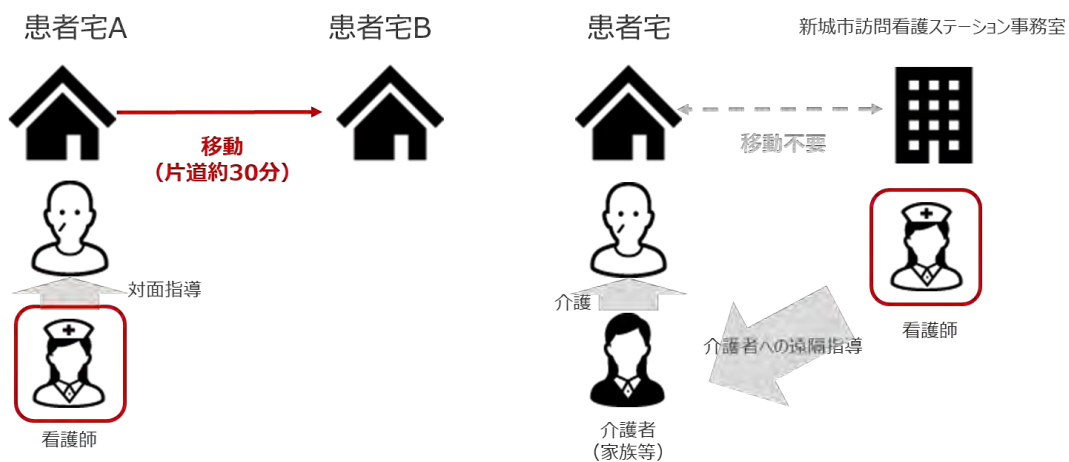 患者宅A
患者宅B
移動
（片道約30分）
対面指導
看護師
患者宅
新城市訪問看護ステーション事務室
移動不要
介護
介護者への遠隔指導
看護師
介護者
（家族等）